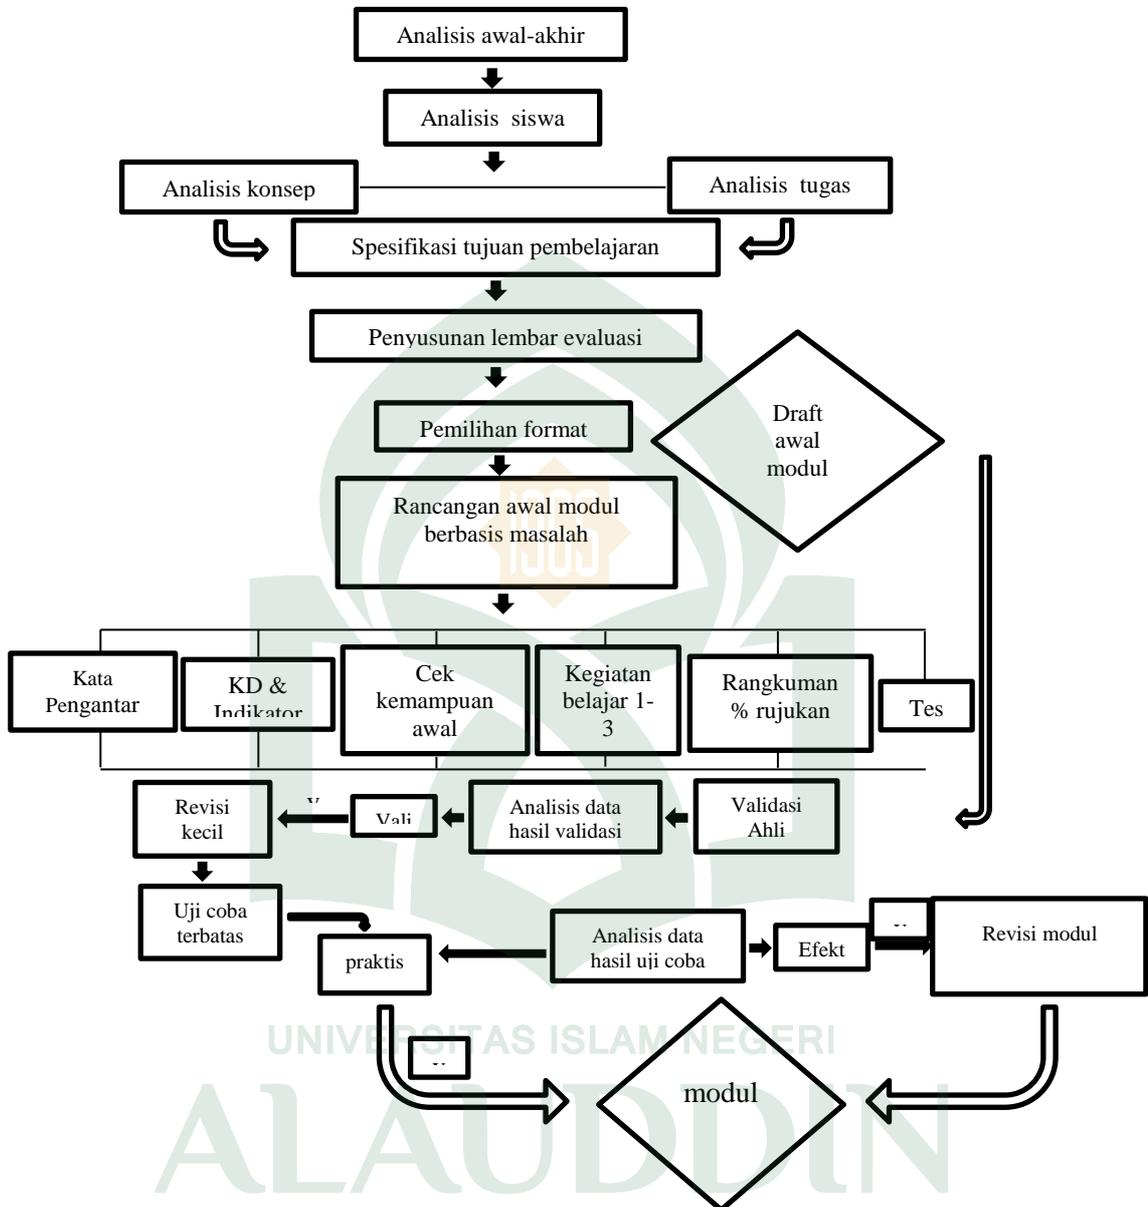 Analisis awal-akhir
Analisis siswa
Analisis konsep
Analisis tugas
Spesifikasi tujuan pembelajaran
Penyusunan lembar evaluasi
Pemilihan format
Draft
awal
modul
Rancangan awal modul
berbasis masalah
Kata
Pengantar
KD &
Indikator
Cek
kemampuan
awal
Kegiatan
belajar 1-
3
Rangkuman
% rujukan
Tes
Revisi
kecil
Vali
Analisis data
hasil validasi
Validasi
Ahli
Uji coba
terbatas
praktis
Analisis data
hasil uji coba
Efekt
Revisi modul
modul
UNIVERSITAS ISLAM NEGERI
ALAUDDIN